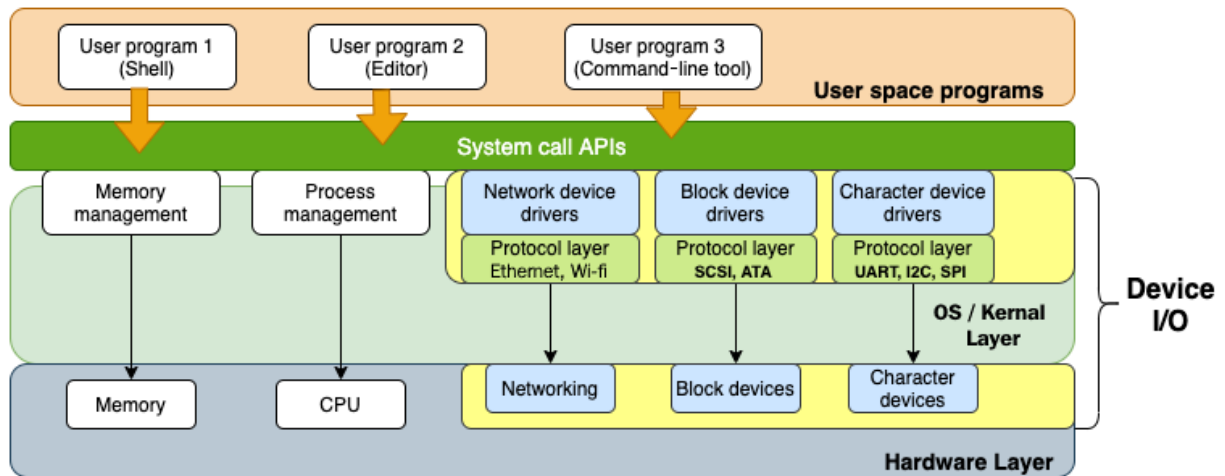 User program 1
(Shell)
User program 2
(Editor)
User program 3
(Command-line tool)
User space programs
System call APIs
Memory
management
Process
management
Network device
drivers
Block device
drivers
Character device
drivers
Protocol layer
Ethernet, Wi-fi
Protocol layer
SCSI, ATA
Protocol layer
UART, I2C, SPI
OS / Kernal
Layer
Device
I/O
Memory
CPU
Networking
Block devices
Character
devices
Hardware Layer